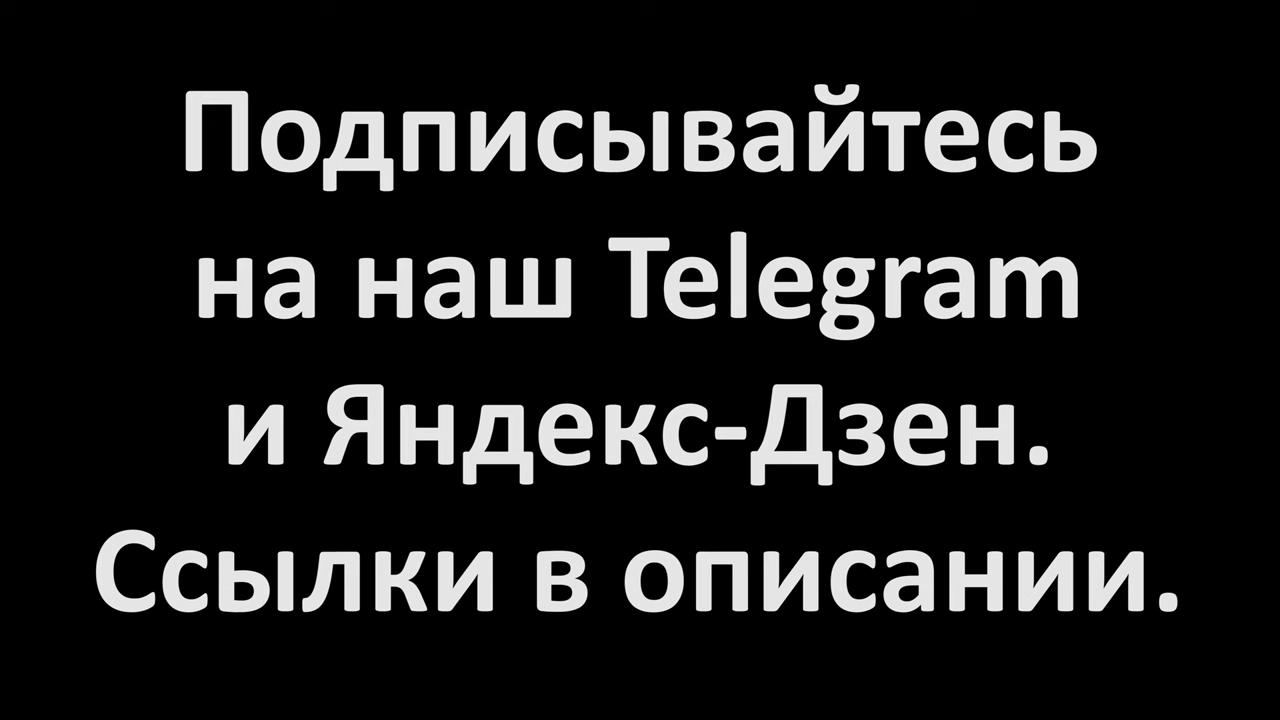 Подписывайтесь
на наш Telegram
и Яндекс-Дзен.
Ссылки в описании.